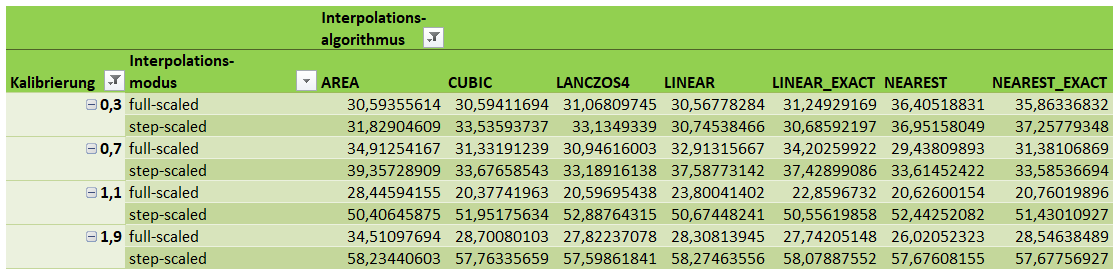 Interpolations-
algorithmus
Interpolations-
Kalibrierung modus AREA CUBIC LANCZOS4 LINEAR LINEAR_EXACT NEAREST NEAREST_EXACT
0,3 full-scaled 30,59355614 30,59411694 31,06809745 30,56778284 31,24929169 36,40518831 35,86336832
step-scaled 31,82904609 33,53593737 33,1349339 30,74538466 30,68592197 36,95158049 37,25779348
0,7 full-scaled 34,91254167 31,33191239 30,94616003 32,91315667 34,20259922 29,43809893 31,38106869
step-scaled 39,35728909 33,67658543 33,18916138 37,58773142 37,42899086 33,61452422 33,58536694
1,1 full-scaled 28,44594155 20,37741963 20,59695438 23,80041402 22,8596732 20,62600154 20,76019896
step-scaled 50,40645875 51,95175634 52,88764315 50,67448241 50,55619858 52,44252082 51,43010927
1,9 full-scaled 34,51097694 28,70080103 27,82237078 28,30813945 27,74205148 26,02052323 28,54638489
step-scaled 58,23440603 57,76335659 57,59861841 58,27463556 58,07887552 57,67608155 57,67756927